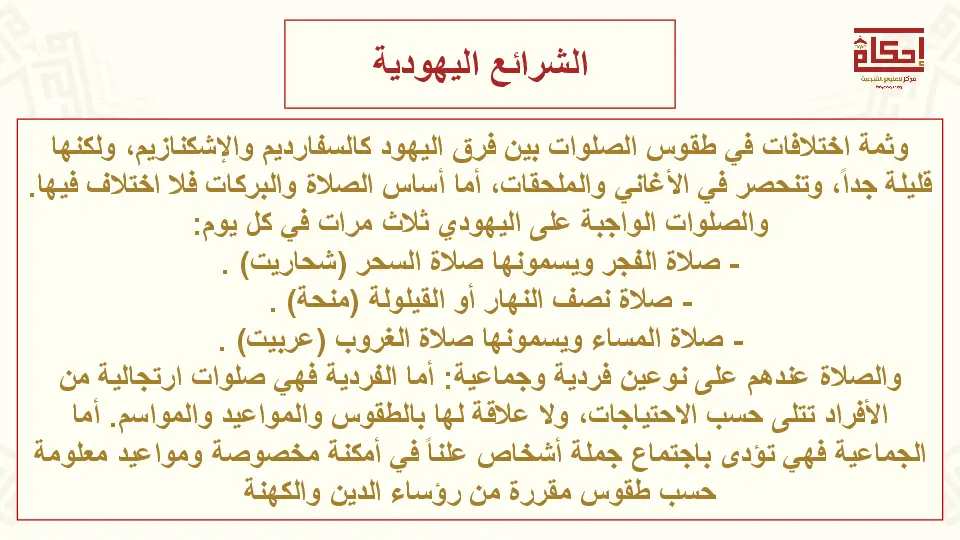 الشرائع اليهودية
إحكام
مركز للعلوم الشرعية
وثمة اختلافات في طقوس الصلوات بين فرق اليهود كالسفارديم والإشكنازيم، ولكنها
قليلة جداً، وتنحصر في الأغاني والملحقات، أما أساس الصلاة والبركات فلا اختلاف فيها.
والصلوات الواجبة على اليهودي ثلاث مرات في كل يوم:
- صلاة الفجر ويسمونها صلاة السحر (شحاريت) .
- صلاة نصف النهار أو القيلولة (منحة) .
- صلاة المساء ويسمونها صلاة الغروب (عربيت) .
والصلاة عندهم على نوعين فردية وجماعية: أما الفردية فهي صلوات ارتجالية من
الأفراد تتلى حسب الاحتياجات، ولا علاقة لها بالطقوس والمواعيد والمواسم. أما
الجماعية فهي تؤدى باجتماع جملة أشخاص علناً في أمكنة مخصوصة ومواعيد معلومة
حسب طقوس مقررة من رؤساء الدين والكهنة